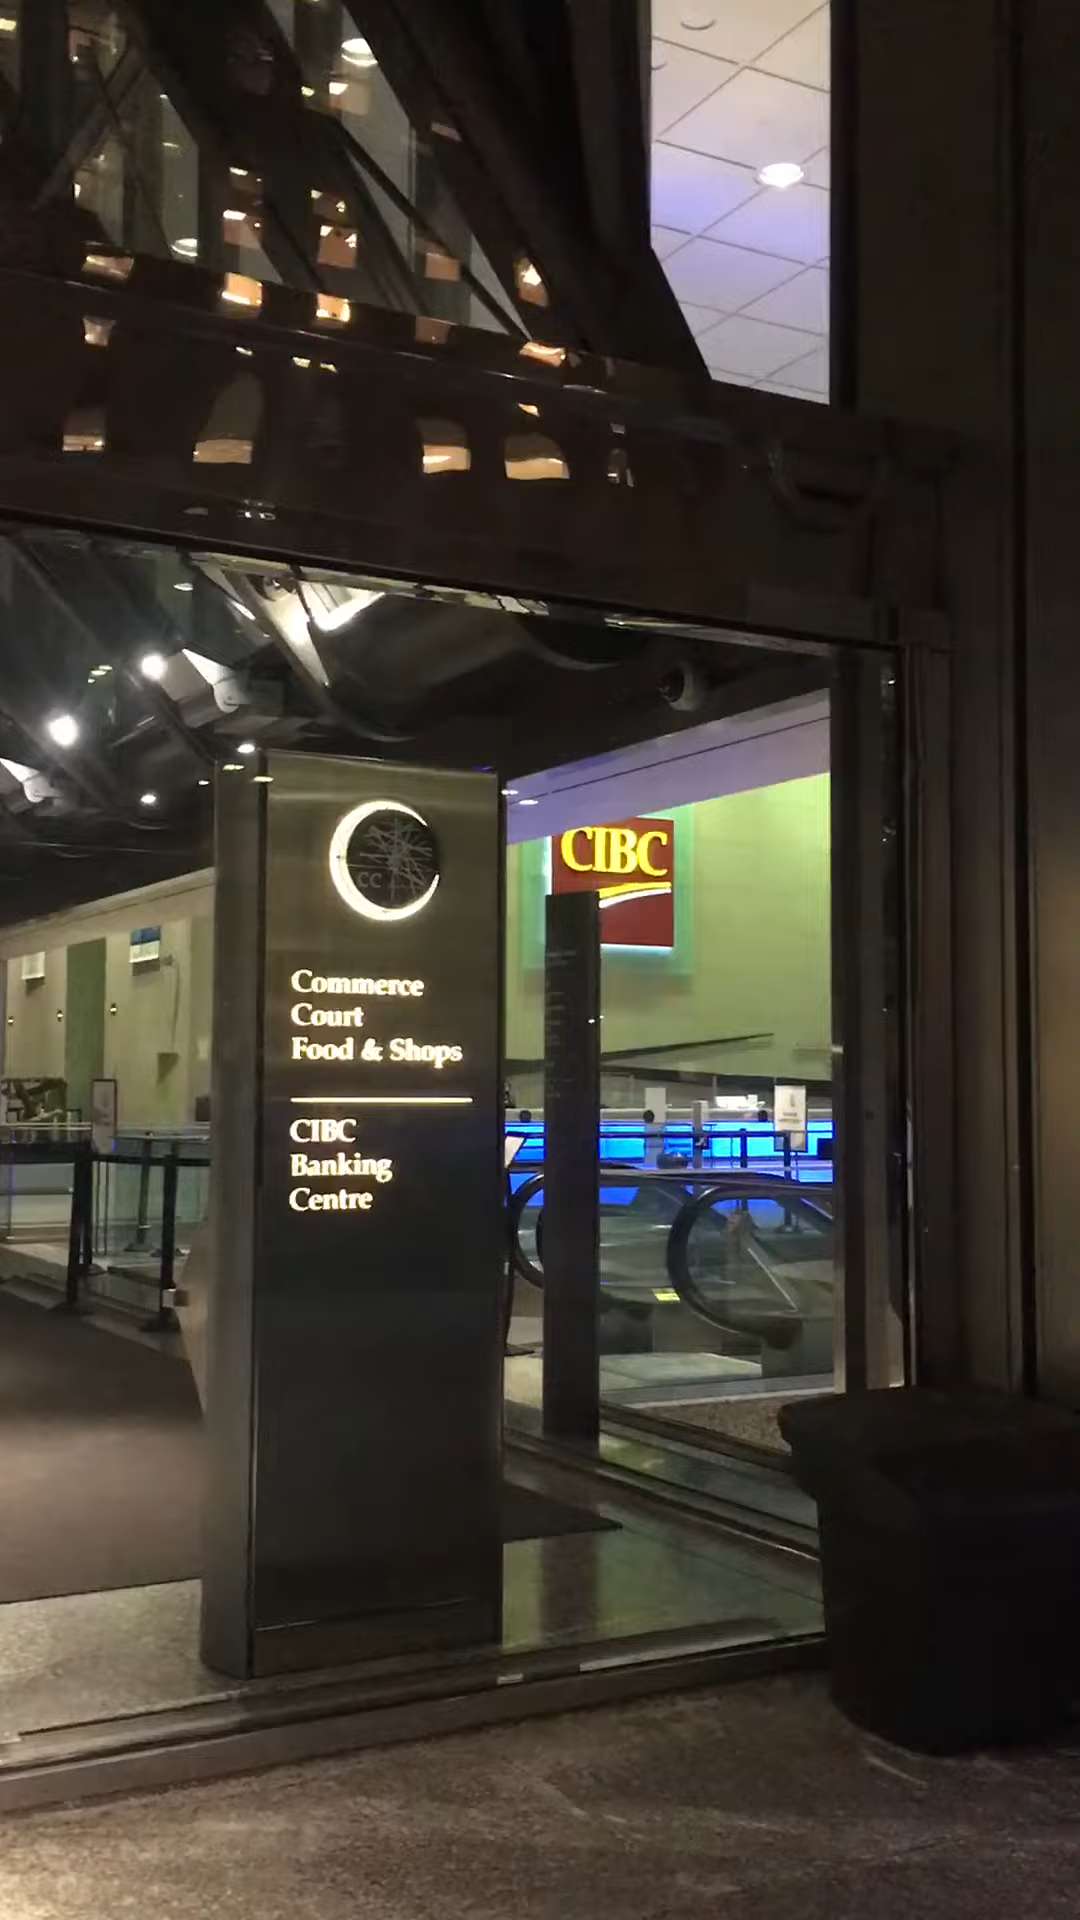 CC
CIBC
Commerce
Court
Food & Shops
CIBC
Banking
Centre